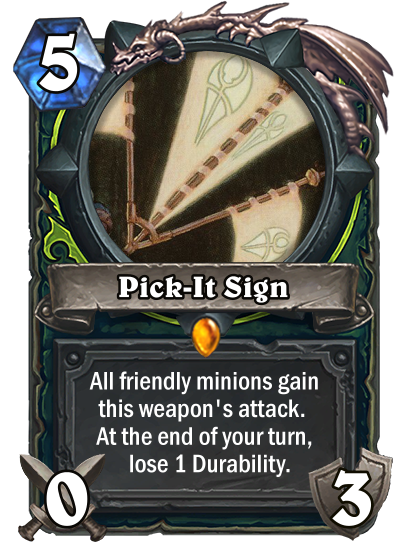 5
Pick-It Sign
All friendly minions gain
this weapon's attack.
At the end of your turn,
lose 1 Durability.
0
3